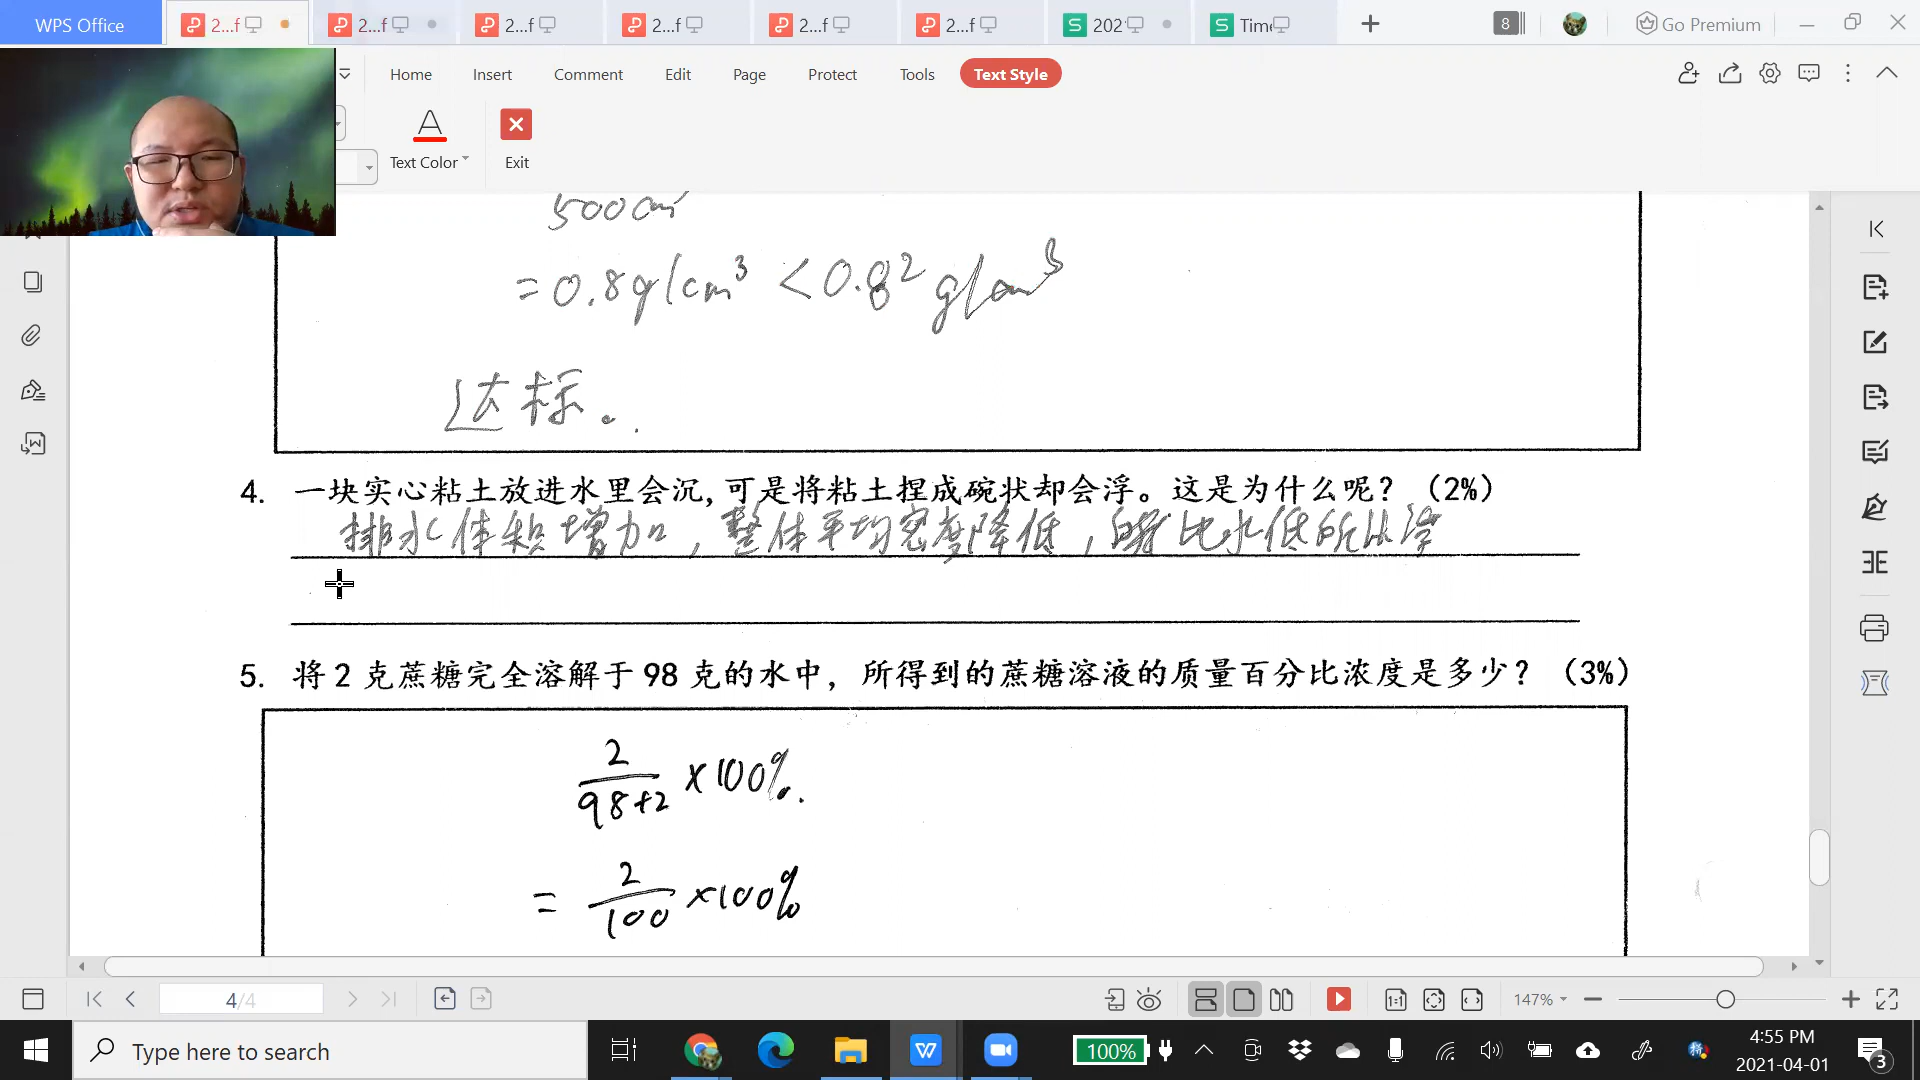 WPS Office
2...f
2...f
2...f
2...f
2...f
2...f
202
Time
8
Go Premium
Home Insert Comment Edit Page Protect Tools Text Style
Text Color
Exit
500cm
=0.8g/cm³ <0.82 g/cm³
达标。
4. 一块实心粘土放进水里会沉,可是将粘土捏成碗状却会浮。这是为什么呢? (2%)
排水体积增加,整体平均密度降低,
比水低所以浮
5. 将 2 克蔗糖完全溶解于 98 克的水中, 所得到的蔗糖溶液的质量百分比浓度是多少? (3%)
2
98+2 ×100%.
2
= 100 ×100%
4/4
1:1
147%
Type here to search
100%
4:55 PM
2021-04-01
3